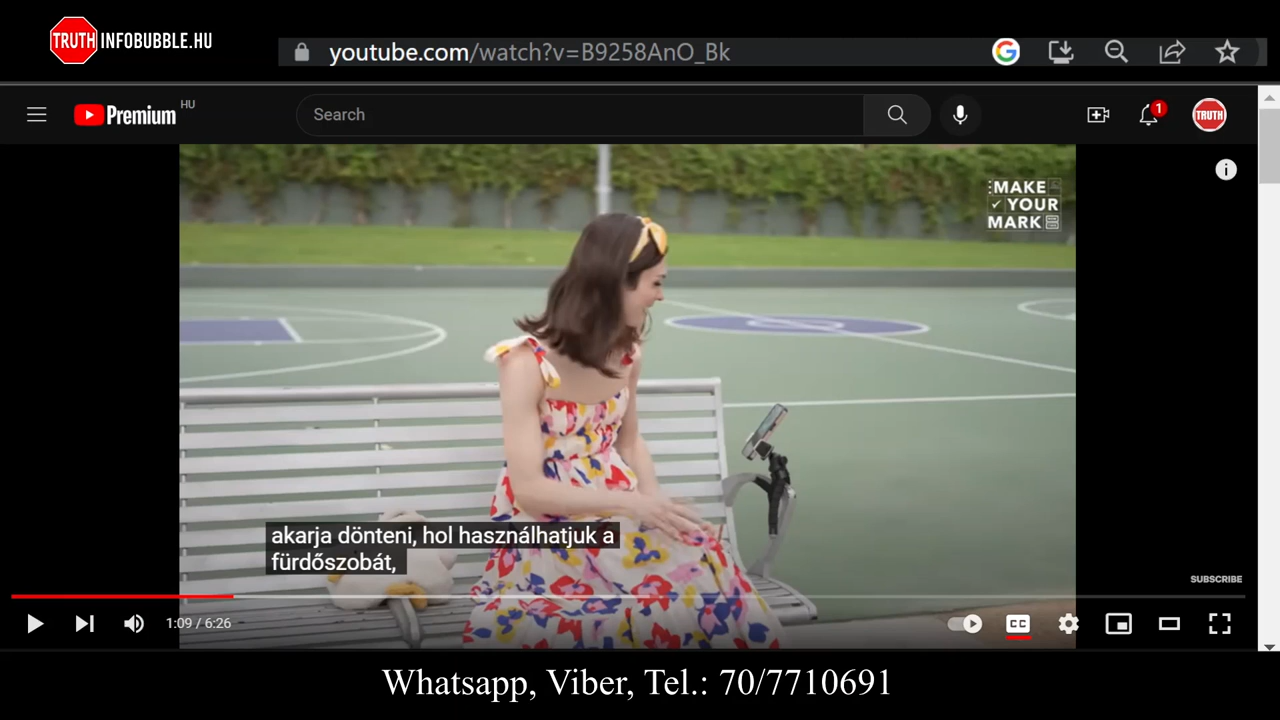 TRUTH INFOBUBBLE.HU
youtube.com/watch?v=B9258AnO_Bk
Premium HU
Search
1
TRUTH
MAKE
YOUR
MARK
akarja dönteni, hol használhatjuk a
fürdőszobát,
SUBSCRIBE
1:09 / 6:26
CC
Whatsapp, Viber, Tel.: 70/7710691